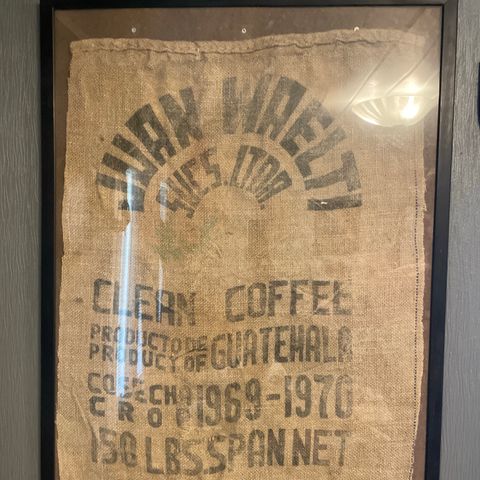 JUAN WAELTI
SUCS. LTDA.
CLEAN COFFEE
PRODUCTO DE
PRODUCT OF GUATEMALA
COSECHA
CROP 1969-1970
150 LBS SPAN NET